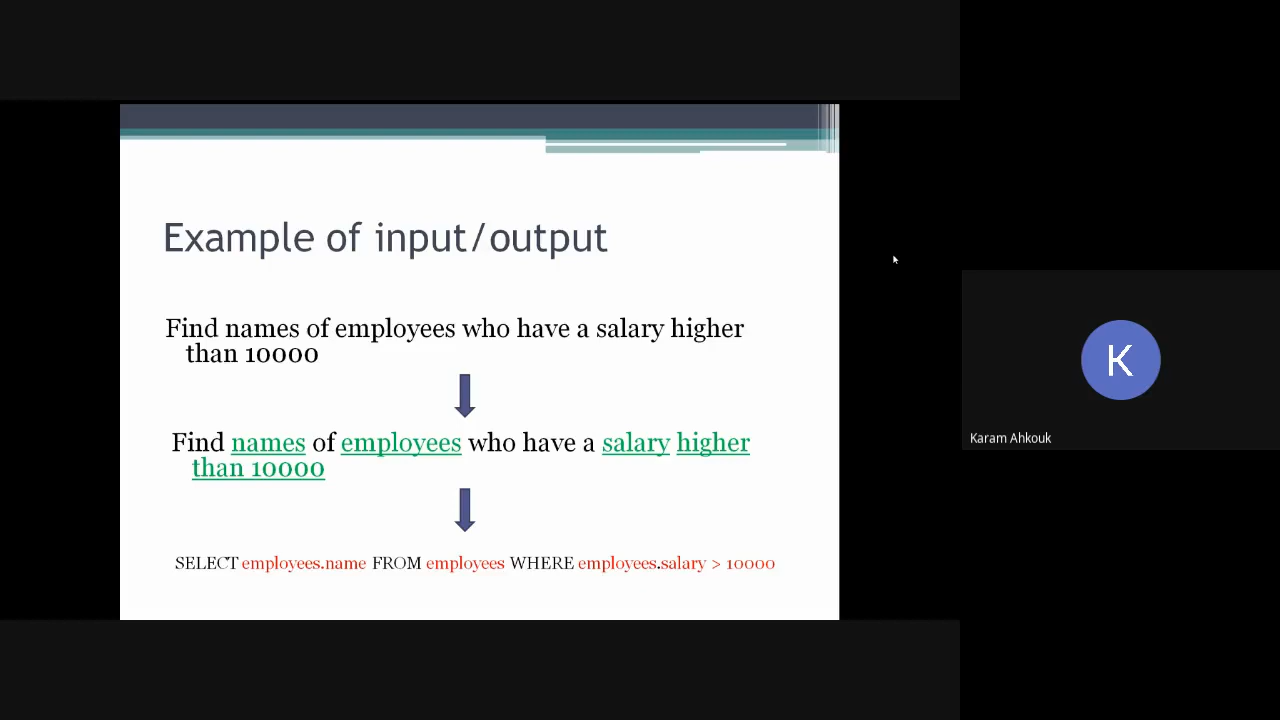 Example of input/output
Find names of employees who have a salary higher
than 10000
Find names of employees who have a salary higher
than 10000
SELECT employees.name FROM employees WHERE employees.salary > 10000
K
Karam Ahkouk